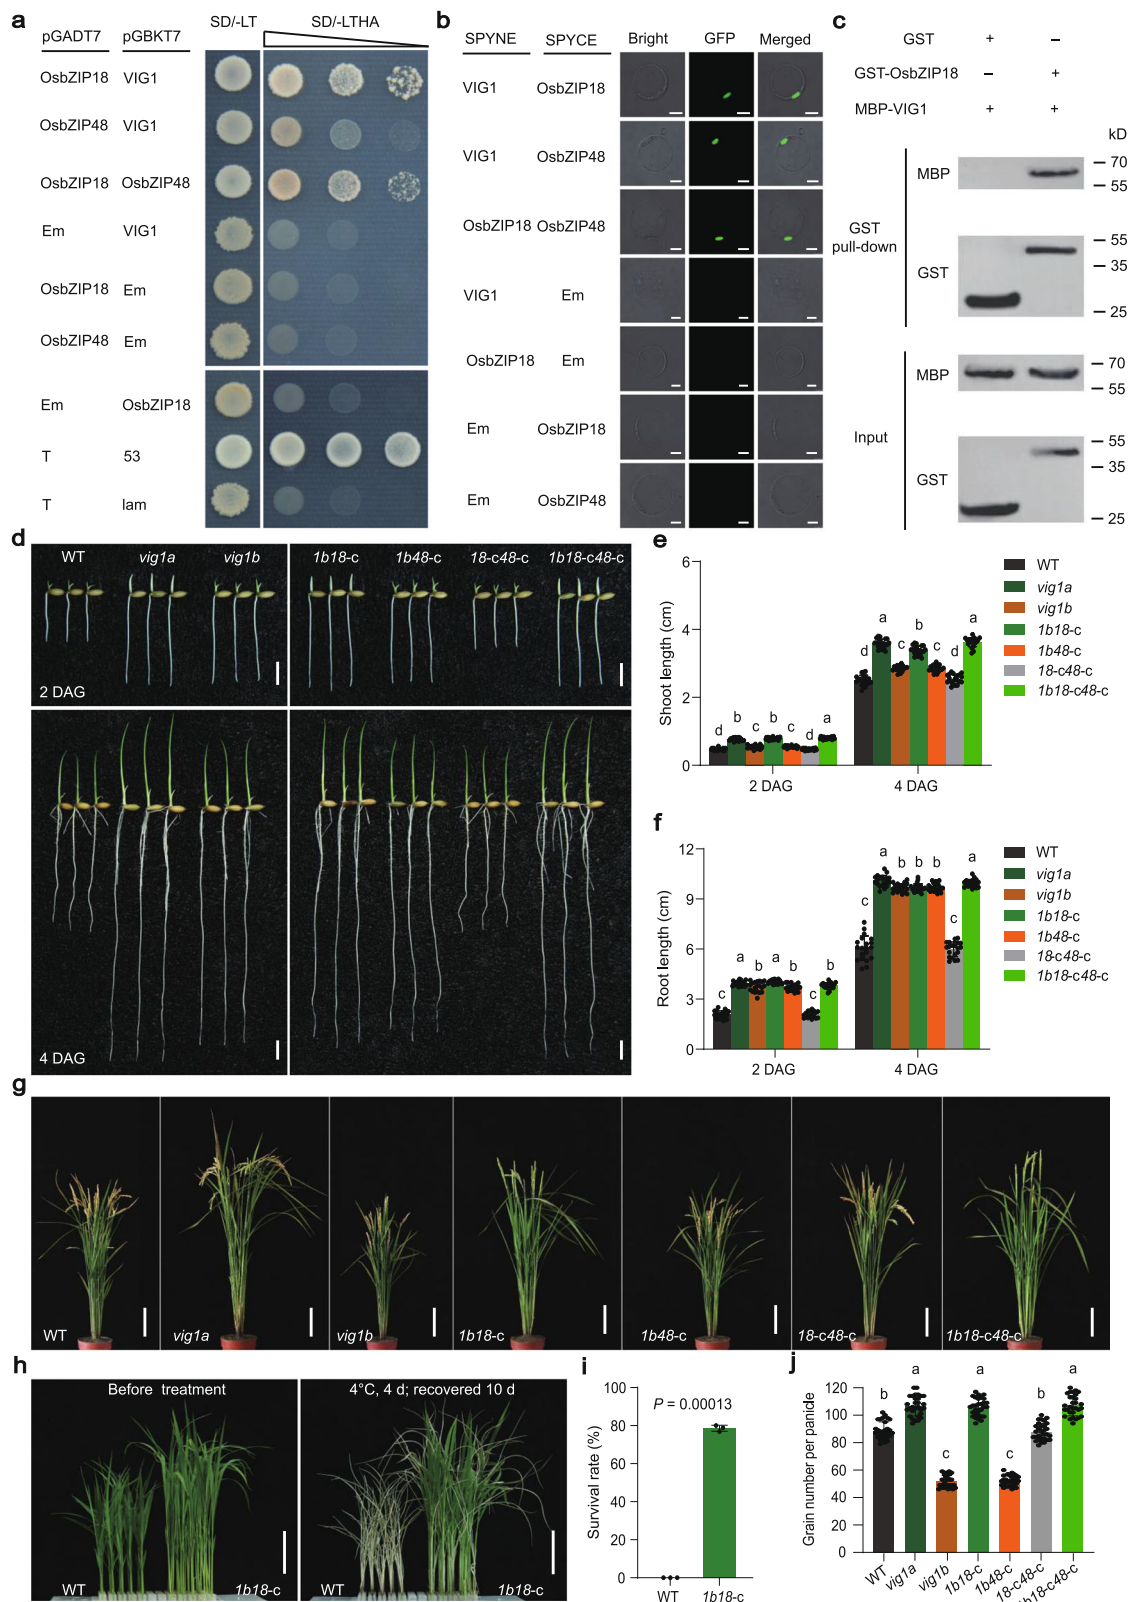 a
pGADT7 pGBKT7 SD/-LT SD/-LTHA
OsbZIP18 VIG1
OsbZIP48 VIG1
OsbZIP18 OsbZIP48
Em VIG1
OsbZIP18 Em
OsbZIP48 Em
Em OsbZIP18
T 53
T lam
b
SPYNE SPYCE Bright GFP Merged
VIG1 OsbZIP18
VIG1 OsbZIP48
OsbZIP18 OsbZIP48
VIG1 Em
OsbZIP18 Em
Em OsbZIP18
Em OsbZIP48
c
GST + –
GST-OsbZIP18 – +
MBP-VIG1 + +
kD
GST pull-down
MBP
70
55
GST
55
35
25
Input
MBP
70
55
GST
55
35
25
d
WT vig1a vig1b 1b18-c 1b48-c 18-c48-c 1b18-c48-c
2 DAG
4 DAG
e
Shoot length (cm)
6
4
2
0
d b c b c d a
d a c b c d a
2 DAG 4 DAG
WT
vig1a
vig1b
1b18-c
1b48-c
18-c48-c
1b18-c48-c
f
Root length (cm)
12
9
6
3
0
c a b a b c b
c a b b b c a
2 DAG 4 DAG
WT
vig1a
vig1b
1b18-c
1b48-c
18-c48-c
1b18-c48-c
g
WT vig1a vig1b 1b18-c 1b48-c 18-c48-c 1b18-c48-c
h
Before treatment 4°C, 4 d; recovered 10 d
WT 1b18-c WT 1b18-c
i
Survival rate (%)
100
80
60
40
20
0
P = 0.00013
WT 1b18-c
j
Grain number per panide
120
100
80
60
40
20
0
b a c a c b a
WT vig1a vig1b 1b18-c 1b48-c 18-c48-c 1b18-c48-c